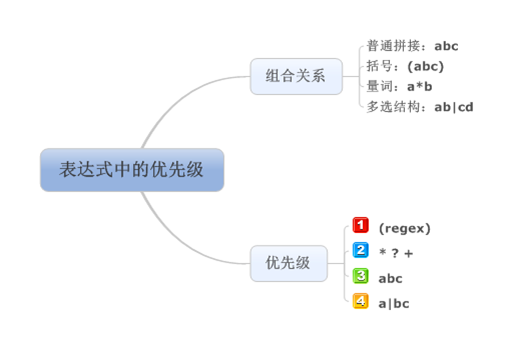 普通拼接：abc
组合关系
括号：(abc)
量词：a*b
多选结构：ab|cd
表达式中的优先级
1 (regex)
优先级
2 * ? +
3 abc
4 a|bc